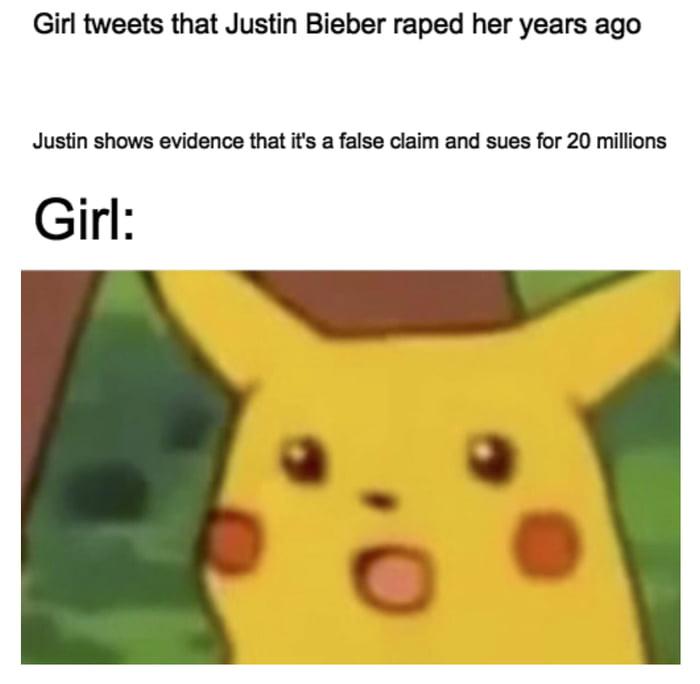 Girl tweets that Justin Bieber raped her years ago
Justin shows evidence that it's a false claim and sues for 20 millions
Girl: